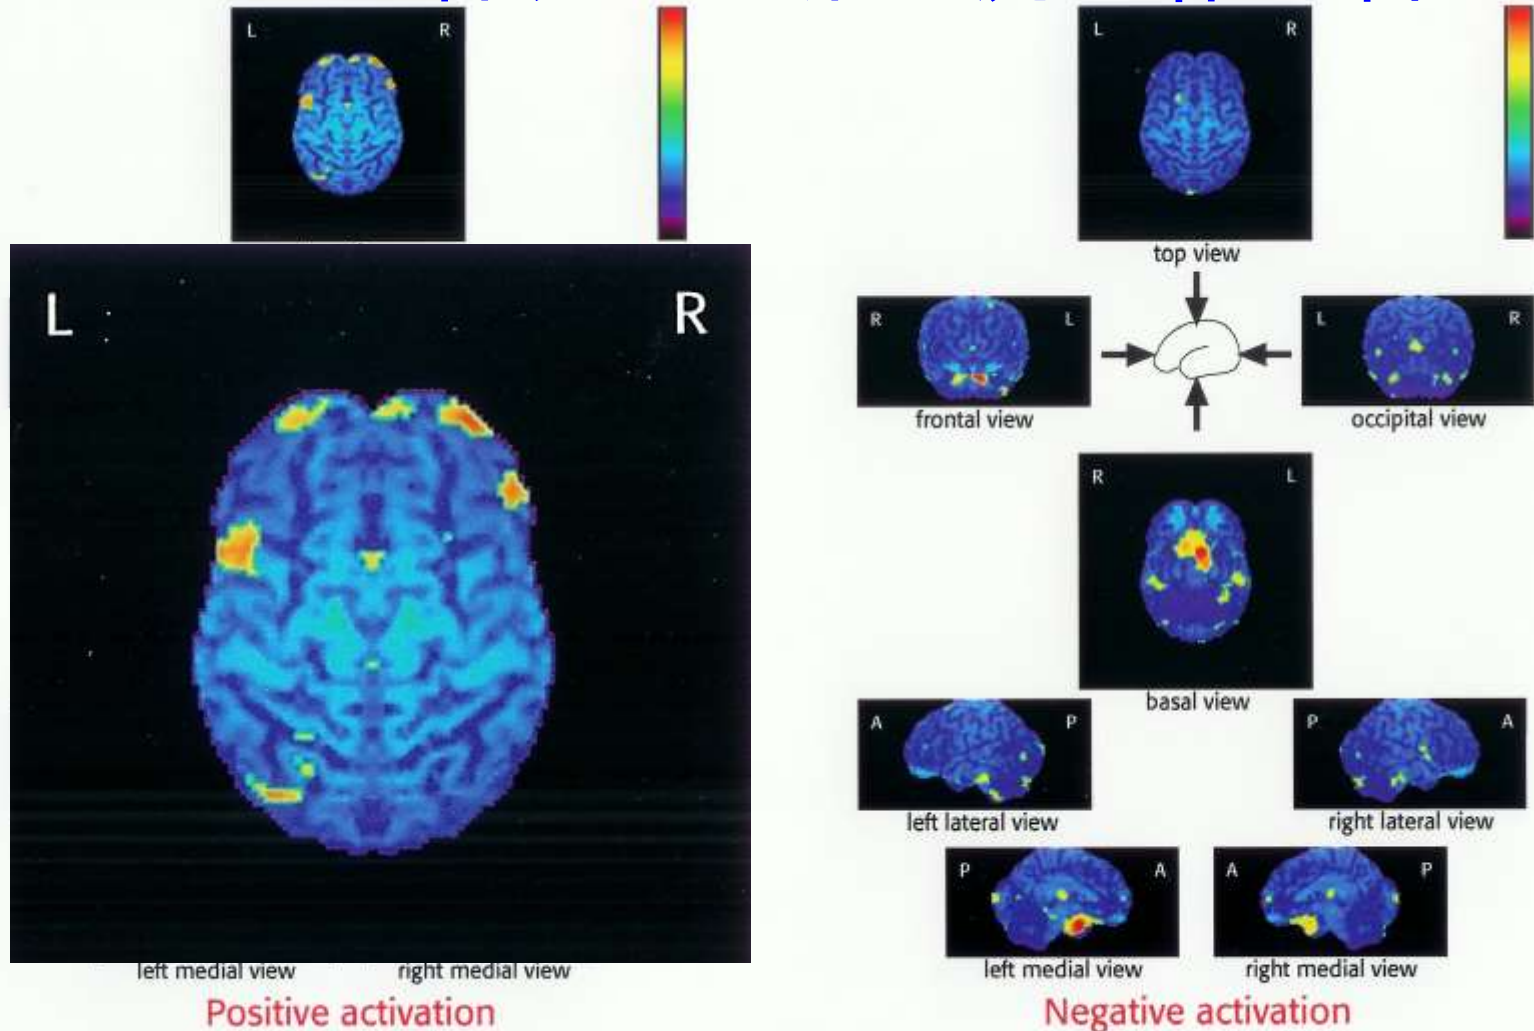 L R
L R
top view
L R
R L
L R
frontal view
occipital view
R L
basal view
A P
P A
left lateral view
right lateral view
P A
A P
left medial view
right medial view
left medial view
right medial view
Positive activation
Negative activation